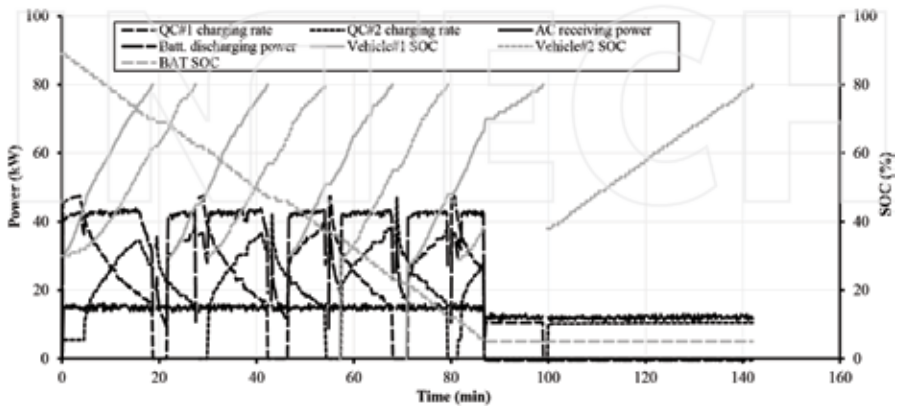 INTECH
100
80
60
40
20
0
Power (kW)
QC#1 charging rate
QC#2 charging rate
AC receiving power
Batt. discharging power
Vehicle#1 SOC
Vehicle#2 SOC
BAT SOC
100
80
60
40
20
0
SOC (%)
0 20 40 60 80 100 120 140 160
Time (min)